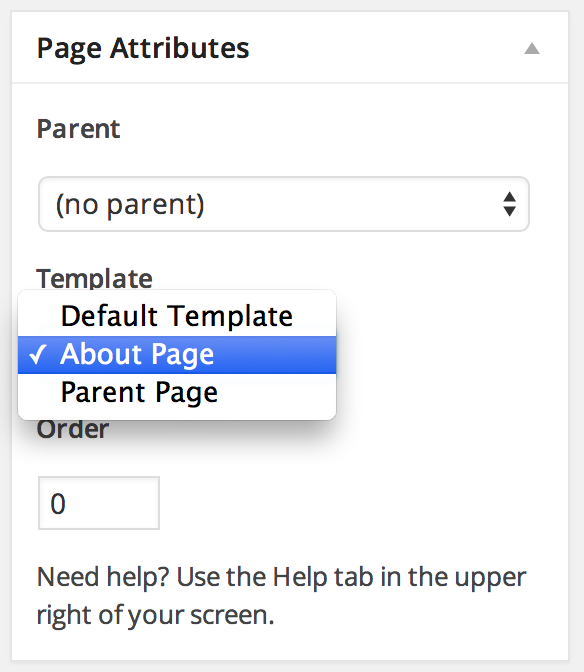 Page Attributes
Parent
(no parent)
Template
Default Template
✓ About Page
Parent Page
Order
0
Need help? Use the Help tab in the upper
right of your screen.